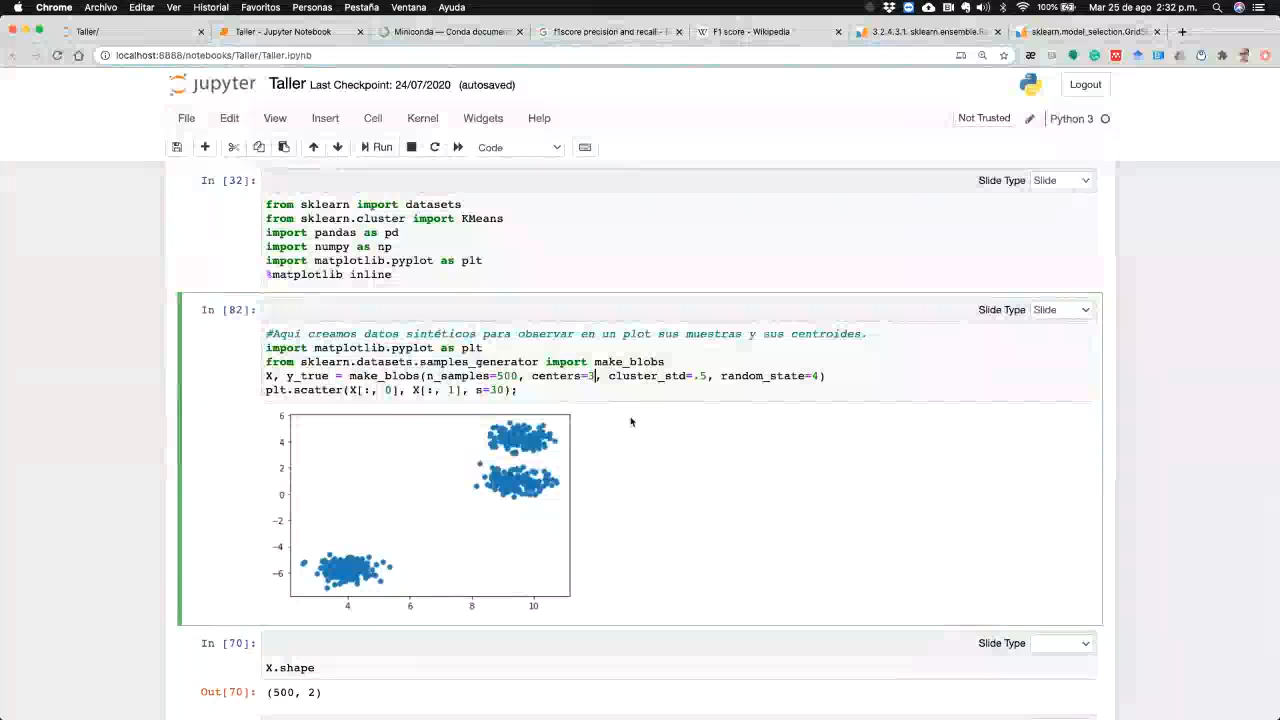 Chrome Archivo Editar Ver Historial Favoritos Personas Pestaña Ventana Ayuda 100% Mar 25 de ago 2:32 p.m.
Taller/ Taller - Jupyter Notebook Miniconda — Conda documen f1score precision and recall - W F1 score - Wikipedia 3.2.4.3.1. sklearn.ensemble.Ra sklearn.model_selection.GridS
localhost:8888/notebooks/Taller/Taller.ipynb
jupyter Taller Last Checkpoint: 24/07/2020 (autosaved) Logout
File Edit View Insert Cell Kernel Widgets Help Not Trusted Python 3
Run Code
In [32]: Slide Type Slide
from sklearn import datasets
from sklearn.cluster import KMeans
import pandas as pd
import numpy as np
import matplotlib.pyplot as plt
%matplotlib inline
In [82]: Slide Type Slide
#Aquí creamos datos sintéticos para observar en un plot sus muestras y sus centroides.
import matplotlib.pyplot as plt
from sklearn.datasets.samples_generator import make_blobs
X, y_true = make_blobs(n_samples=500, centers=3, cluster_std=.5, random_state=4)
plt.scatter(X[:, 0], X[:, 1], s=30);
6
4
2
0
−2
−4
−6
4 6 8 10
In [70]: Slide Type
X.shape
Out[70]: (500, 2)